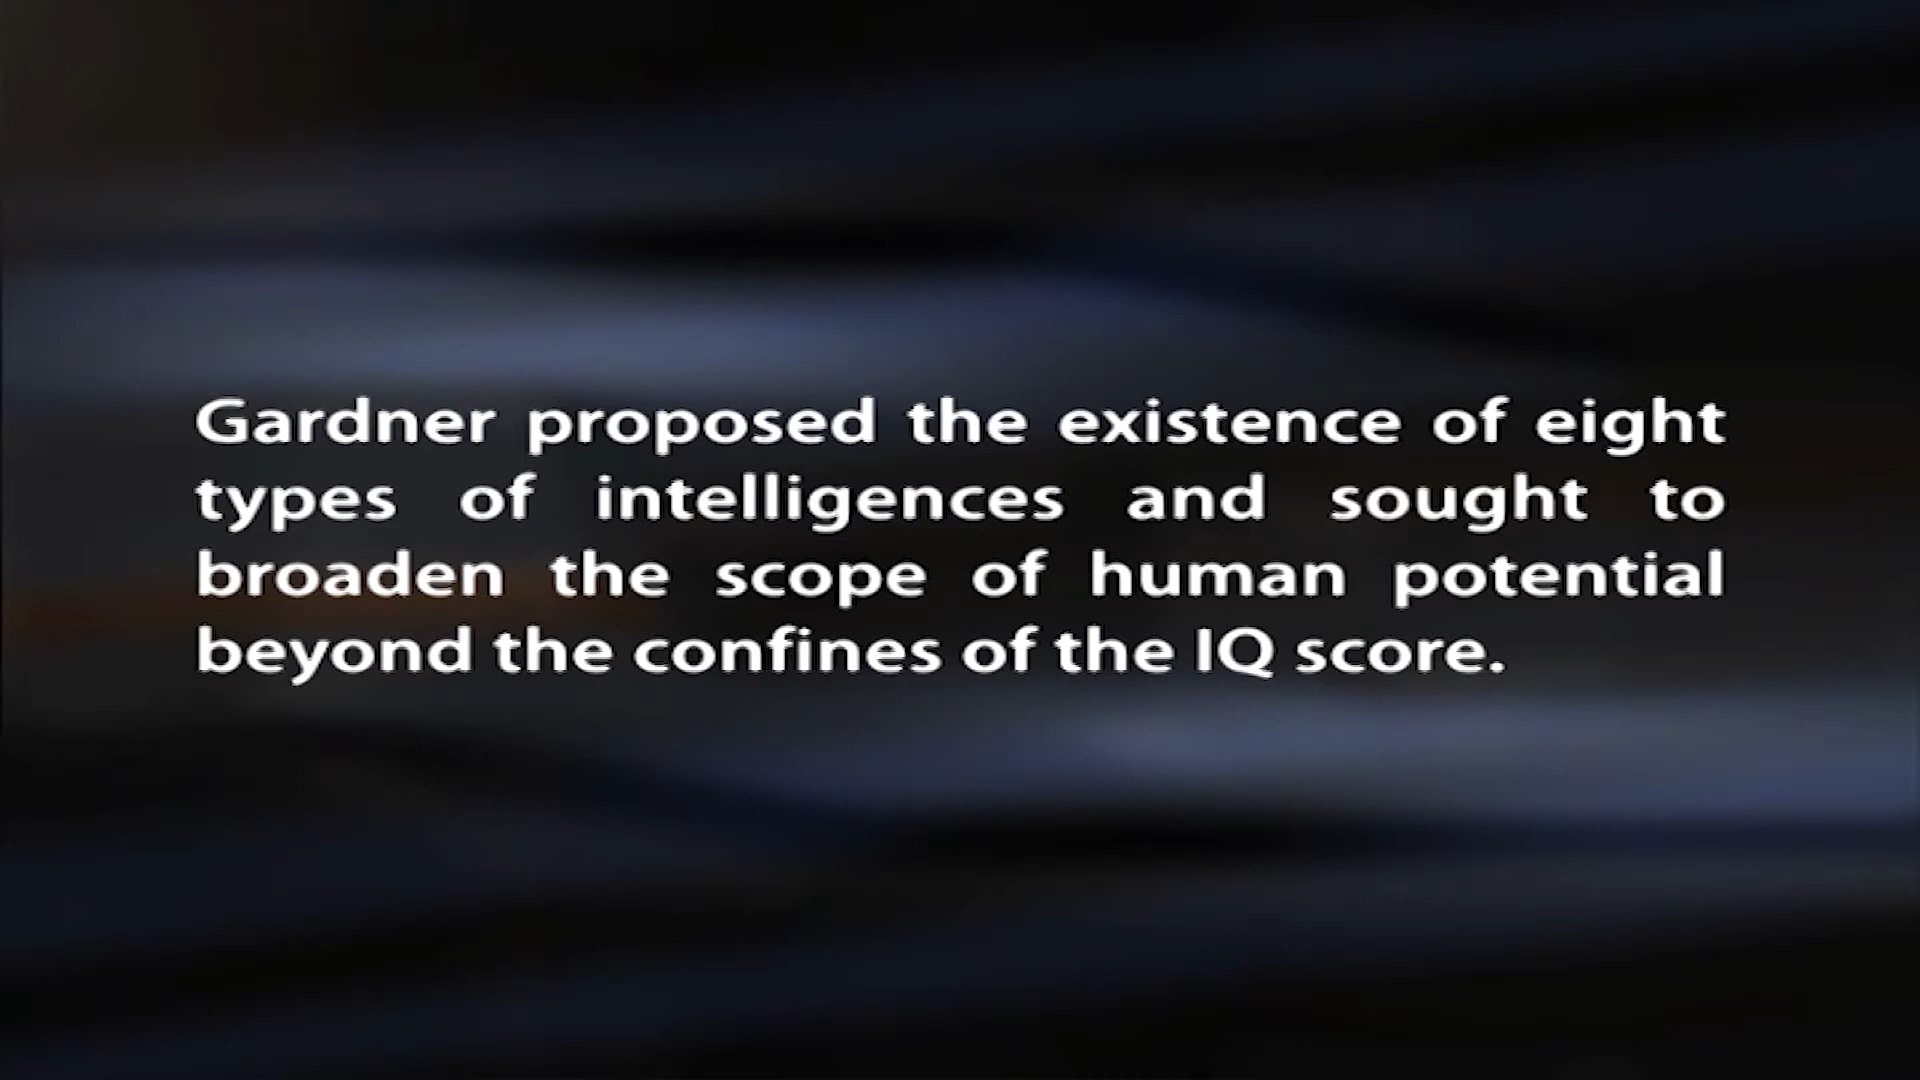 Gardner proposed the existence of eight
types of intelligences and sought to
broaden the scope of human potential
beyond the confines of the IQ score.